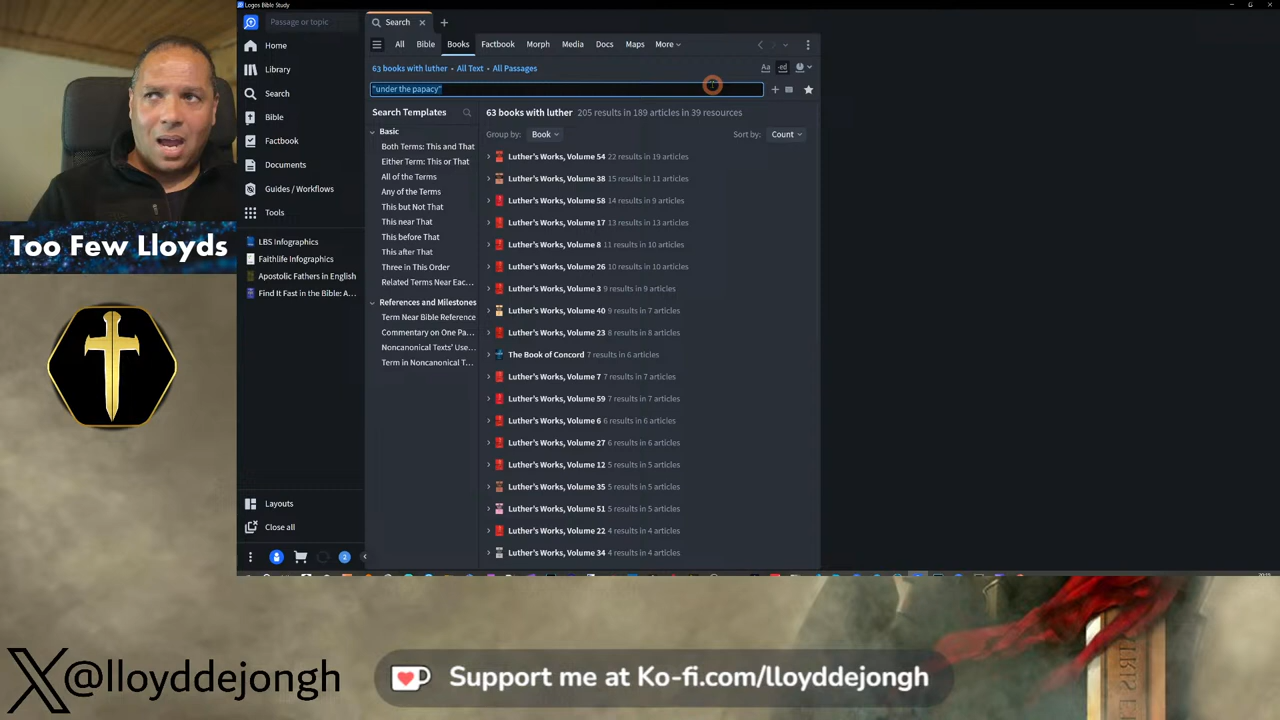 Logos Bible Study
Passage or topic
Home
Library
Search
Bible
Factbook
Documents
Guides / Workflows
Tools
LBS Infographics
Faithlife Infographics
Apostolic Fathers in English
Find It Fast in the Bible: A...
Layouts
Close all
2
Search
All Bible Books Factbook Morph Media Docs Maps More
63 books with luther • All Text • All Passages
Aa -ed
"under the papacy"
Search Templates
Basic
Both Terms: This and That
Either Term: This or That
All of the Terms
Any of the Terms
This but Not That
This near That
This before That
This after That
Three in This Order
Related Terms Near Eac...
References and Milestones
Term Near Bible Reference
Commentary on One Pa...
Noncanonical Texts' Use...
Term in Noncanonical T...
63 books with luther 205 results in 189 articles in 39 resources
Group by: Book Sort by: Count
Luther's Works, Volume 54 22 results in 19 articles
Luther's Works, Volume 38 15 results in 11 articles
Luther's Works, Volume 58 14 results in 9 articles
Luther's Works, Volume 17 13 results in 13 articles
Luther's Works, Volume 8 11 results in 10 articles
Luther's Works, Volume 26 10 results in 10 articles
Luther's Works, Volume 3 9 results in 9 articles
Luther's Works, Volume 40 9 results in 7 articles
Luther's Works, Volume 23 8 results in 8 articles
The Book of Concord 7 results in 6 articles
Luther's Works, Volume 7 7 results in 7 articles
Luther's Works, Volume 59 7 results in 7 articles
Luther's Works, Volume 6 6 results in 6 articles
Luther's Works, Volume 27 6 results in 6 articles
Luther's Works, Volume 12 5 results in 5 articles
Luther's Works, Volume 35 5 results in 5 articles
Luther's Works, Volume 51 5 results in 5 articles
Luther's Works, Volume 22 4 results in 4 articles
Luther's Works, Volume 34 4 results in 4 articles
Too Few Lloyds
X@lloyddejongh
Support me at Ko-fi.com/lloyddejongh